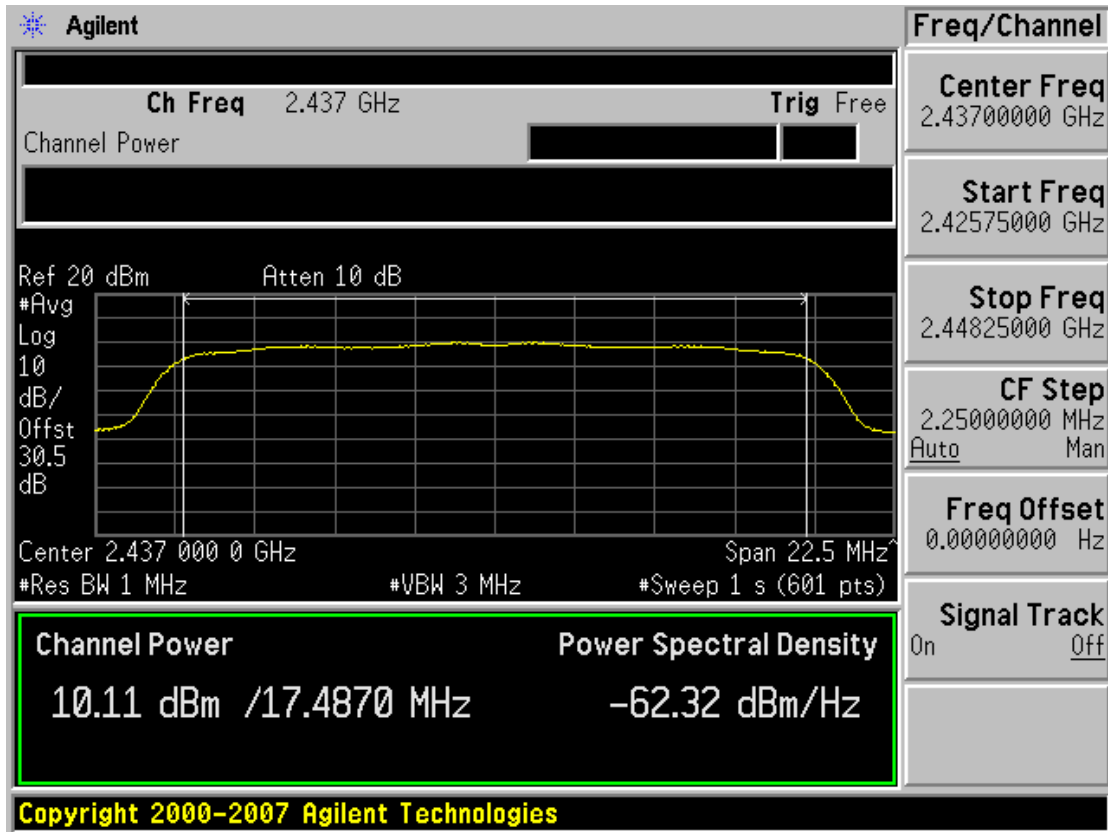 Agilent
Freq/Channel
Ch Freq 2.437 GHz Trig Free
Channel Power
Center Freq
2.43700000 GHz
Start Freq
2.42575000 GHz
Stop Freq
2.44825000 GHz
CF Step
2.25000000 MHz
Auto Man
Freq Offset
0.00000000 Hz
Signal Track
On Off
Ref 20 dBm Atten 10 dB
#Avg
Log
10
dB/
Offst
30.5
dB
Center 2.437 000 0 GHz Span 22.5 MHz^
#Res BW 1 MHz #VBW 3 MHz #Sweep 1 s (601 pts)
Channel Power Power Spectral Density
10.11 dBm /17.4870 MHz -62.32 dBm/Hz
Copyright 2000-2007 Agilent Technologies